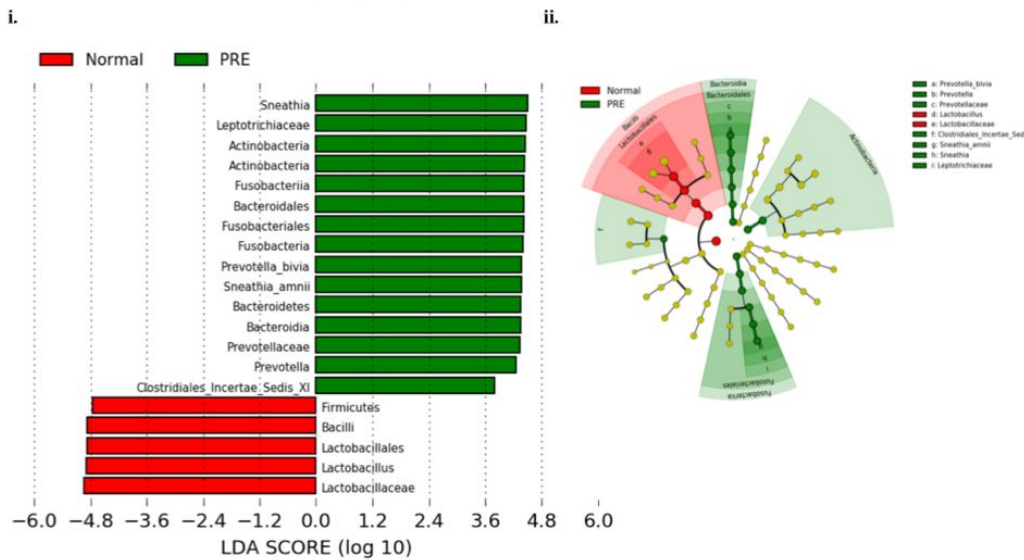 i.
Normal
PRE
Sneathia
Leptotrichiaceae
Actinobacteria
Actinobacteria
Fusobacteriia
Bacteroidales
Fusobacteriales
Fusobacteria
Prevotella_bivia
Sneathia_amnii
Bacteroidetes
Bacteroidia
Prevotellaceae
Prevotella
Clostridiales_Incertae_Sedis_XI
Firmicutes
Bacilli
Lactobacillales
Lactobacillus
Lactobacillaceae
−6.0 −4.8 −3.6 −2.4 −1.2 0.0 1.2 2.4 3.6 4.8 6.0
LDA SCORE (log 10)
ii.
Normal
PRE
Bacteroidia
Bacteroidales
c
b
Bacilli
Lactobacillales
e
d
Actinobacteria
f
h
i
Fusobacteriales
Fusobacteriia
a: Prevotella_bivia
b: Prevotella
c: Prevotellaceae
d: Lactobacillus
e: Lactobacillaceae
f: Clostridiales_Incertae_Sed
g: Sneathia_amnii
h: Sneathia
i: Leptotrichiaceae